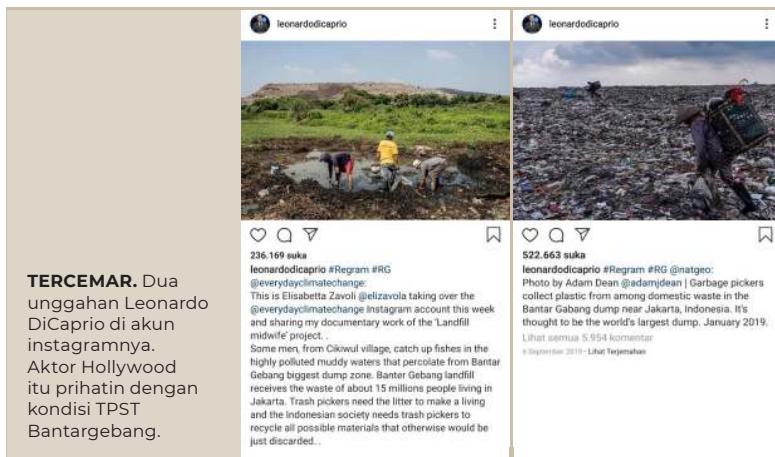 TERCEMAR. Dua
unggahan Leonardo
DiCaprio di akun
instagramnya.
Aktor Hollywood
itu prihatin dengan
kondisi TPST
Bantargebang.
leonardodicaprio
236.169 suka
leonardodicaprio #Regram #RG
@everydayclimatechange:
This is Elisabetta Zavoli @elizavola taking over the
@everydayclimatechange Instagram account this week
and sharing my documentary work of the 'Landfill
midwife' project. .
Some men, from Cikiwul village, catch up fishes in the
highly polluted muddy waters that percolate from Bantar
Gebang biggest dump zone. Banter Gebang landfill
receives the waste of about 15 millions people living in
Jakarta. Trash pickers need the litter to make a living
and the Indonesian society needs trash pickers to
recycle all possible materials that otherwise would be
just discarded. .
leonardodicaprio
522.663 suka
leonardodicaprio #Regram #RG @natgeo:
Photo by Adam Dean @adamjdean | Garbage pickers
collect plastic from among domestic waste in the
Bantar Gabang dump near Jakarta, Indonesia. It's
thought to be the world's largest dump. January 2019.
Lihat semua 5.954 komentar
6 September 2019 • Lihat Terjemahan